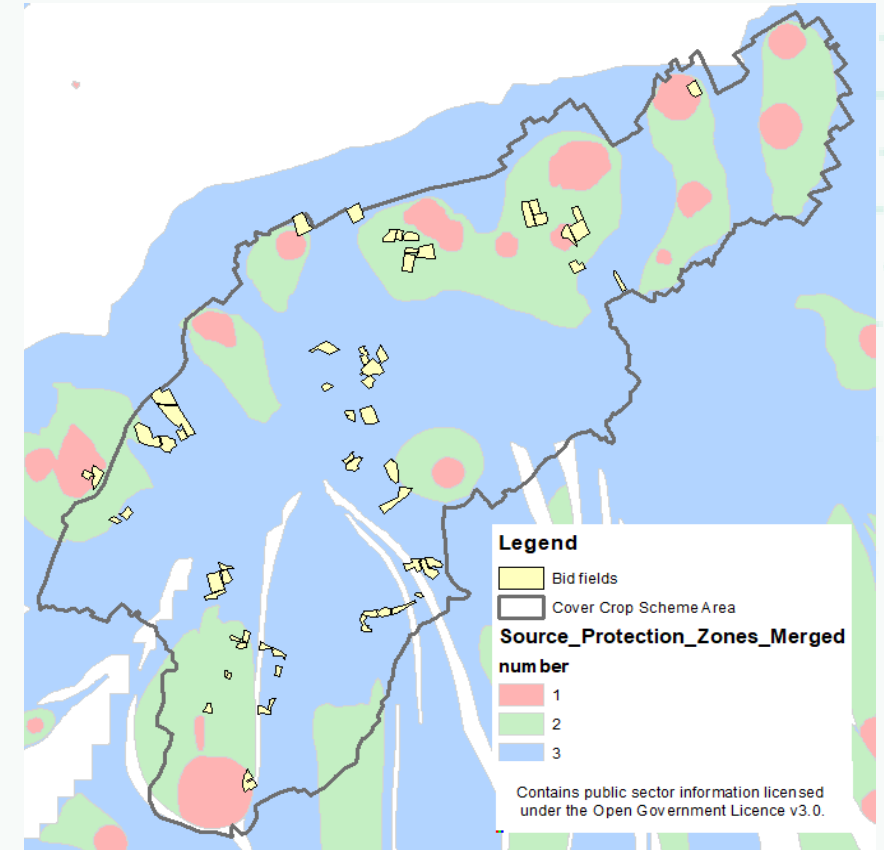 Legend
Bid fields
Cover Crop Scheme Area
Source_Protection_Zones_Merged
number
1
2
3
Contains public sector information licensed
under the Open Government Licence v3.0.